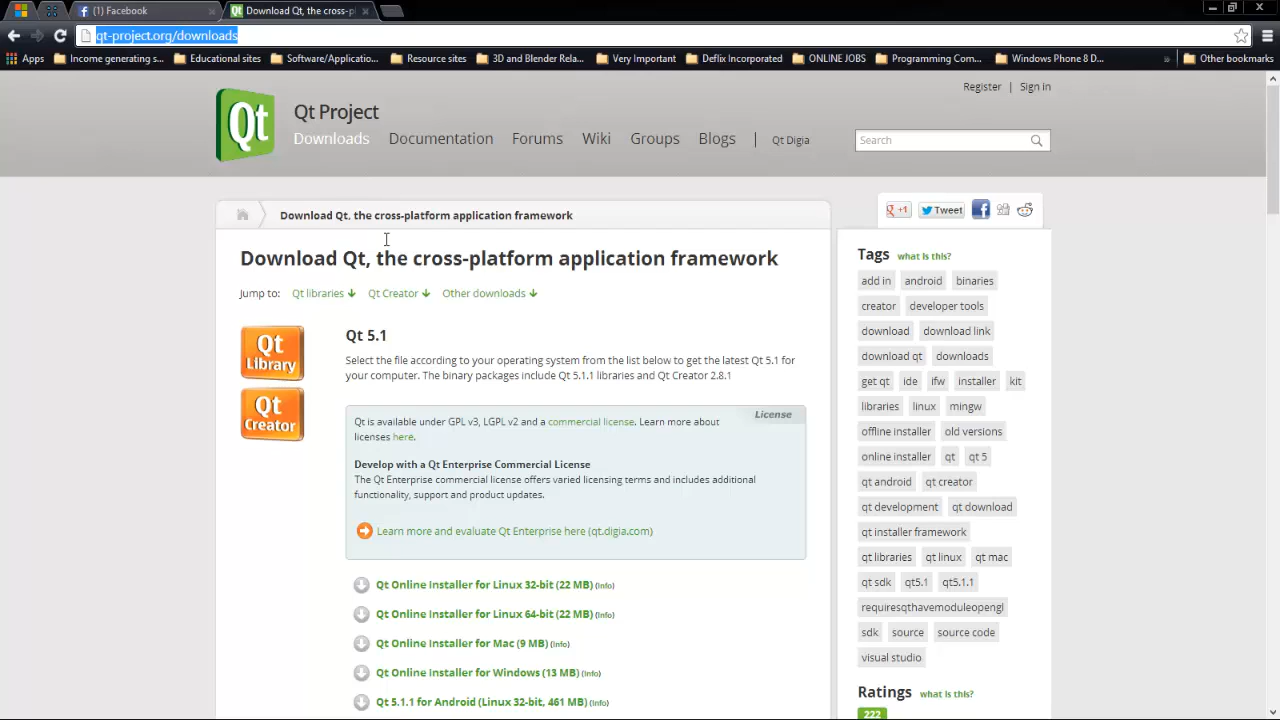 Facebook
Download Qt, the cross-pl
qt-project.org/downloads
Apps
Income generating s...
Educational sites
Software/Applicatio...
Resource sites
3D and Blender Rela...
Very Important
Deflix Incorporated
ONLINE JOBS
Programming Com...
Windows Phone 8 D...
»
Other bookmarks
Register | Sign in
Qt
Qt Project
Downloads
Documentation
Forums
Wiki
Groups
Blogs
| Qt Digia
Search
Download Qt, the cross-platform application framework
g +1
Tweet
Download Qt, the cross-platform application framework
Jump to: Qt libraries Qt Creator Other downloads
Qt
Library
Qt
Creator
Qt 5.1
Select the file according to your operating system from the list below to get the latest Qt 5.1 for
your computer. The binary packages include Qt 5.1.1 libraries and Qt Creator 2.8.1
License
Qt is available under GPL v3, LGPL v2 and a commercial license. Learn more about
licenses here.
Develop with a Qt Enterprise Commercial License
The Qt Enterprise commercial license offers varied licensing terms and includes additional
functionality, support and product updates.
Learn more and evaluate Qt Enterprise here (qt.digia.com)
Qt Online Installer for Linux 32-bit (22 MB) (Info)
Qt Online Installer for Linux 64-bit (22 MB) (Info)
Qt Online Installer for Mac (9 MB) (Info)
Qt Online Installer for Windows (13 MB) (Info)
Qt 5.1.1 for Android (Linux 32-bit, 461 MB) (Info)
Tags what is this?
add in android binaries
creator developer tools
download download link
download qt downloads
get qt ide ifw installer kit
libraries linux mingw
offline installer old versions
online installer qt qt 5
qt android qt creator
qt development qt download
qt installer framework
qt libraries qt linux qt mac
qt sdk qt5.1 qt5.1.1
requiresqthavemoduleopengl
sdk source source code
visual studio
Ratings what is this?
222